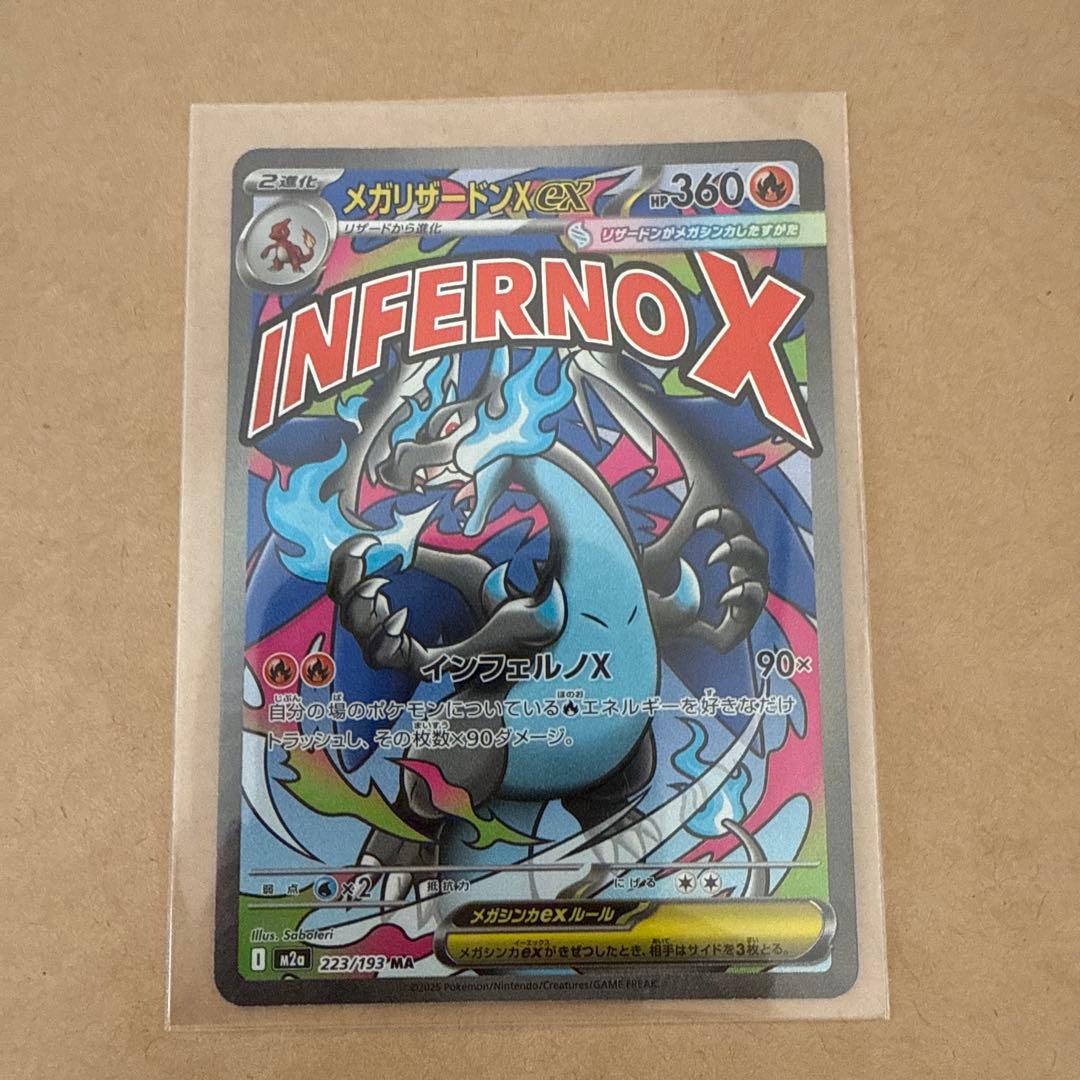 2進化
メガリザードンXex
HP360
リザードから進化
リザードンがメガシンカしたすがた
INFERNO X
インフェルノX 90×
自分の場のポケモンについているエネルギーを好きなだけ
トラッシュし、その枚数×90ダメージ。
弱点 ×2 抵抗力 にげる
メガシンカexルール
メガシンカexがきぜつしたとき、相手はサイドを3枚とる。
Illus. Saboteri
I m2a 223/193 MA
©2025 Pokémon/Nintendo/Creatures/GAME FREAK.